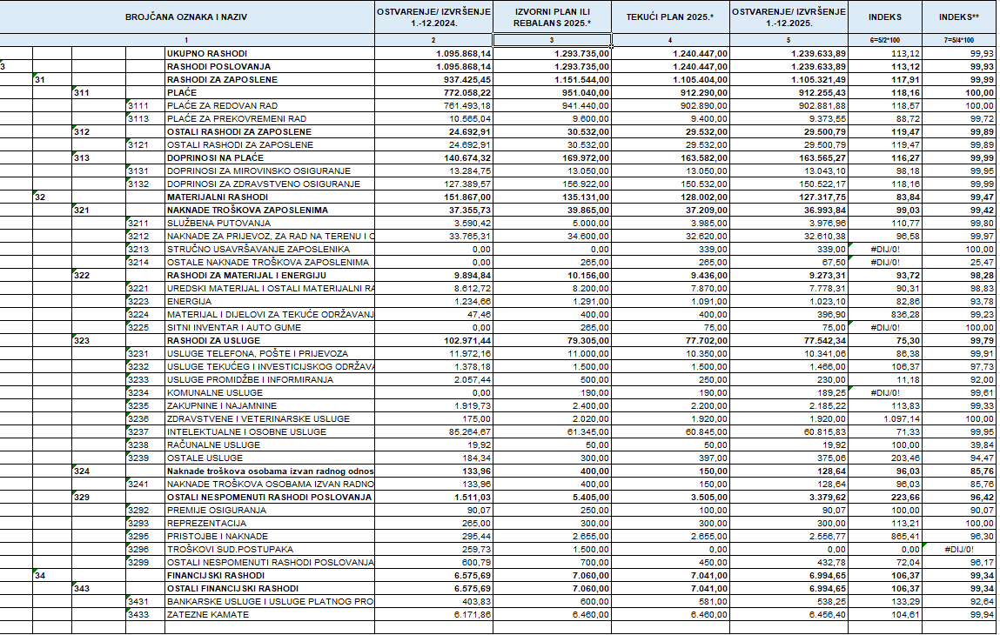 BROJČANA OZNAKA I NAZIV OSTVARENJE/ IZVRŠENJE 1.-12.2024. IZVORNI PLAN ILI REBALANS 2025.* TEKUĆI PLAN 2025.* OSTVARENJE/ IZVRŠENJE 1.-12.2025. INDEKS INDEKS**
1 2 3 4 5 6=5/2*100 7=5/4*100
UKUPNO RASHODI 1.095.868,14 1.293.735,00 1.240.447,00 1.239.633,89 113,12 99,93
3 RASHODI POSLOVANJA 1.095.868,14 1.293.735,00 1.240.447,00 1.239.633,89 113,12 99,93
31 RASHODI ZA ZAPOSLENE 937.425,45 1.151.544,00 1.105.404,00 1.105.321,49 117,91 99,99
311 PLAĆE 772.058,22 951.040,00 912.290,00 912.255,43 118,16 100,00
3111 PLAĆE ZA REDOVAN RAD 761.493,18 941.440,00 902.890,00 902.881,88 118,57 100,00
3113 PLAĆE ZA PREKOVREMENI RAD 10.565,04 9.600,00 9.400,00 9.373,55 88,72 99,72
312 OSTALI RASHODI ZA ZAPOSLENE 24.692,91 30.532,00 29.532,00 29.500,79 119,47 99,89
3121 OSTALI RASHODI ZA ZAPOSLENE 24.692,91 30.532,00 29.532,00 29.500,79 119,47 99,89
313 DOPRINOSI NA PLAĆE 140.674,32 169.972,00 163.582,00 163.565,27 116,27 99,99
3131 DOPRINOSI ZA MIROVINSKO OSIGURANJE 13.284,75 13.050,00 13.050,00 13.043,10 98,18 99,95
3132 DOPRINOSI ZA ZDRAVSTVENO OSIGURANJE 127.389,57 156.922,00 150.532,00 150.522,17 118,16 99,99
32 MATERIJALNI RASHODI 151.867,00 135.131,00 128.002,00 127.317,75 83,84 99,47
321 NAKNADE TROŠKOVA ZAPOSLENIMA 37.355,73 39.865,00 37.209,00 36.993,84 99,03 99,42
3211 SLUŽBENA PUTOVANJA 3.590,42 5.000,00 3.985,00 3.976,96 110,77 99,80
3212 NAKNADE ZA PRIJEVOZ, ZA RAD NA TERENU I O 33.765,31 34.600,00 32.620,00 32.610,38 96,58 99,97
3213 STRUČNO USAVRŠAVANJE ZAPOSLENIKA 0,00 0,00 339,00 339,00 #DIJ/0! 100,00
3214 OSTALE NAKNADE TROŠKOVA ZAPOSLENIMA 0,00 265,00 265,00 67,50 #DIJ/0! 25,47
322 RASHODI ZA MATERIJAL I ENERGIJU 9.894,84 10.156,00 9.436,00 9.273,31 93,72 98,28
3221 UREDSKI MATERIJAL I OSTALI MATERIJALNI RA 8.612,72 8.200,00 7.870,00 7.778,31 90,31 98,83
3223 ENERGIJA 1.234,66 1.291,00 1.091,00 1.023,10 82,86 93,78
3224 MATERIJAL I DIJELOVI ZA TEKUĆE ODRŽAVANJ 47,46 400,00 400,00 396,90 836,28 99,23
3225 SITNI INVENTAR I AUTO GUME 0,00 265,00 75,00 75,00 #DIJ/0! 100,00
323 RASHODI ZA USLUGE 102.971,44 79.305,00 77.702,00 77.542,34 75,30 99,79
3231 USLUGE TELEFONA, POŠTE I PRIJEVOZA 11.972,16 11.000,00 10.350,00 10.341,06 86,38 99,91
3232 USLUGE TEKUĆEG I INVESTICIJSKOG ODRŽAVA 1.378,18 1.500,00 1.500,00 1.466,00 106,37 97,73
3233 USLUGE PROMIDŽBE I INFORMIRANJA 2.057,44 500,00 250,00 230,00 11,18 92,00
3234 KOMUNALNE USLUGE 0,00 190,00 190,00 189,25 #DIJ/0! 99,61
3235 ZAKUPNINE I NAJAMNINE 1.919,73 2.400,00 2.200,00 2.185,22 113,83 99,33
3236 ZDRAVSTVENE I VETERINARSKE USLUGE 175,00 2.020,00 1.920,00 1.920,00 1.097,14 100,00
3237 INTELEKTUALNE I OSOBNE USLUGE 85.264,67 61.345,00 60.845,00 60.815,83 71,33 99,95
3238 RAČUNALNE USLUGE 19,92 50,00 50,00 19,92 100,00 39,84
3239 OSTALE USLUGE 184,34 300,00 397,00 375,06 203,46 94,47
324 Naknade troškova osobama izvan radnog odnos 133,96 400,00 150,00 128,64 96,03 85,76
3241 NAKNADE TROŠKOVA OSOBAMA IZVAN RADNO 133,96 400,00 150,00 128,64 96,03 85,76
329 OSTALI NESPOMENUTI RASHODI POSLOVANJA 1.511,03 5.405,00 3.505,00 3.379,62 223,66 96,42
3292 PREMIJE OSIGURANJA 90,07 250,00 100,00 90,07 100,00 90,07
3293 REPREZENTACIJA 265,00 300,00 300,00 300,00 113,21 100,00
3295 PRISTOJBE I NAKNADE 295,44 2.655,00 2.655,00 2.556,77 865,41 96,30
3296 TROŠKOVI SUD.POSTUPAKA 259,73 1.500,00 0,00 0,00 0,00 #DIJ/0!
3299 OSTALI NESPOMENUTI RASHODI POSLOVANJA 600,79 700,00 450,00 432,78 72,04 96,17
34 FINANCIJSKI RASHODI 6.575,69 7.060,00 7.041,00 6.994,65 106,37 99,34
343 OSTALI FINANCIJSKI RASHODI 6.575,69 7.060,00 7.041,00 6.994,65 106,37 99,34
3431 BANKARSKE USLUGE I USLUGE PLATNOG PRO 403,83 600,00 581,00 538,25 133,29 92,64
3433 ZATEZNE KAMATE 6.171,86 6.460,00 6.460,00 6.456,40 104,61 99,94